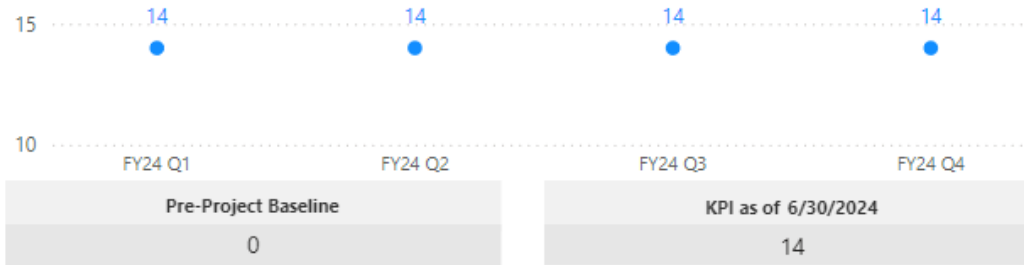 14 14 14 14
15
10
FY24 Q1 FY24 Q2 FY24 Q3 FY24 Q4
Pre-Project Baseline KPI as of 6/30/2024
0 14